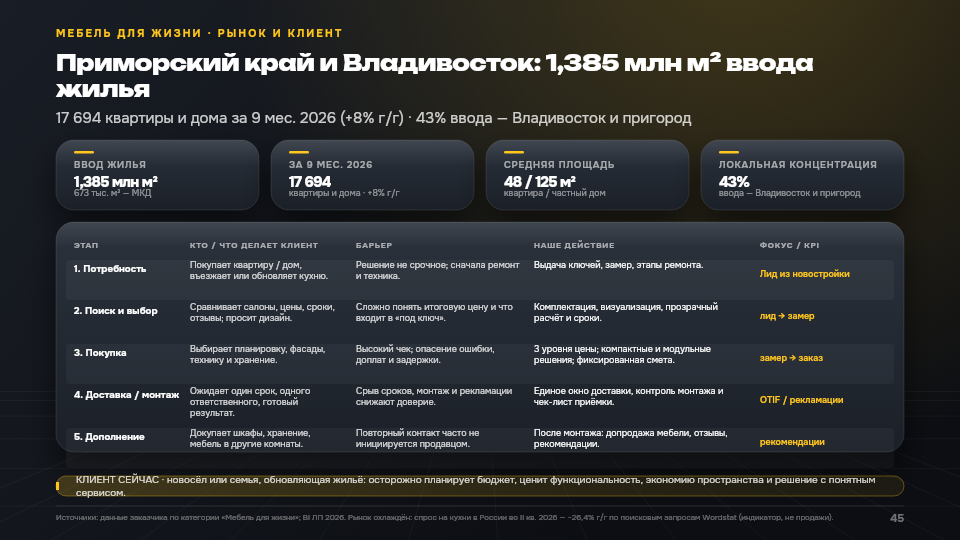 МЕБЕЛЬ ДЛЯ ЖИЗНИ · РЫНОК И КЛИЕНТ
Приморский край и Владивосток: 1,385 млн м² ввода
жилья
17 694 квартиры и дома за 9 мес. 2026 (+8% г/г) · 43% ввода — Владивосток и пригород
ВВОД ЖИЛЬЯ
1,385 млн м²
673 тыс. м² — МКД
ЗА 9 МЕС. 2026
17 694
квартиры и дома · +8% г/г
СРЕДНЯЯ ПЛОЩАДЬ
48 / 125 м²
квартира / частный дом
ЛОКАЛЬНАЯ КОНЦЕНТРАЦИЯ
43%
ввода — Владивосток и пригород
ЭТАП КТО / ЧТО ДЕЛАЕТ КЛИЕНТ БАРЬЕР НАШЕ ДЕЙСТВИЕ ФОКУС / KPI
1. Потребность
Покупает квартиру / дом,
въезжает или обновляет кухню.
Решение не срочное; сначала ремонт
и техника.
Выдача ключей, замер, этапы ремонта.
Лид из новостройки
2. Поиск и выбор
Сравнивает салоны, цены, сроки,
отзывы; просит дизайн.
Сложно понять итоговую цену и что
входит в «под ключ».
Комплектация, визуализация, прозрачный
расчёт и сроки.
лид → замер
3. Покупка
Выбирает планировку, фасады,
технику и хранение.
Высокий чек; опасение ошибки,
доплат и задержки.
3 уровня цены; компактные и модульные
решения; фиксированная смета.
замер → заказ
4. Доставка / монтаж
Ожидает один срок, одного
ответственного, готовый
результат.
Срыв сроков, монтаж и рекламации
снижают доверие.
Единое окно доставки, контроль монтажа и
чек-лист приёмки.
OTIF / рекламации
5. Дополнение
Докупает шкафы, хранение,
мебель в другие комнаты.
Повторный контакт часто не
инициируется продавцом.
После монтажа: допродажа мебели, отзывы,
рекомендации.
рекомендации
КЛИЕНТ СЕЙЧАС · новосёл или семья, обновляющая жильё: осторожно планирует бюджет, ценит функциональность, экономию пространства и решение с понятным
сервисом.
Источники: данные заказчика по категории «Мебель для жизни»; BI ЛП 2026. Рынок охлаждён: спрос на кухни в России во II кв. 2026 — −26,4% г/г по поисковым запросам Wordstat (индикатор, не продажи).
45